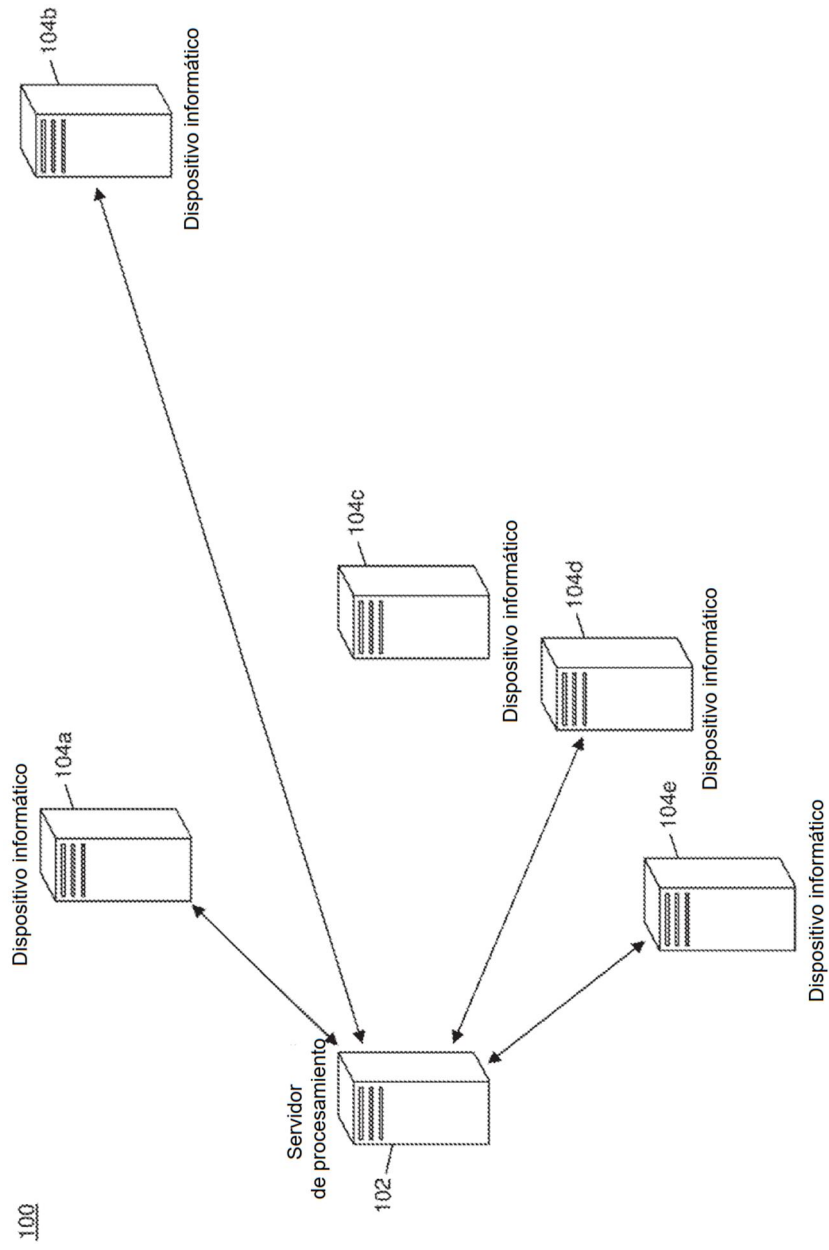 100
Servidor
de procesamiento
102
Dispositivo informático
104a
Dispositivo informático
104b
Dispositivo informático
104c
Dispositivo informático
104d
Dispositivo informático
104e